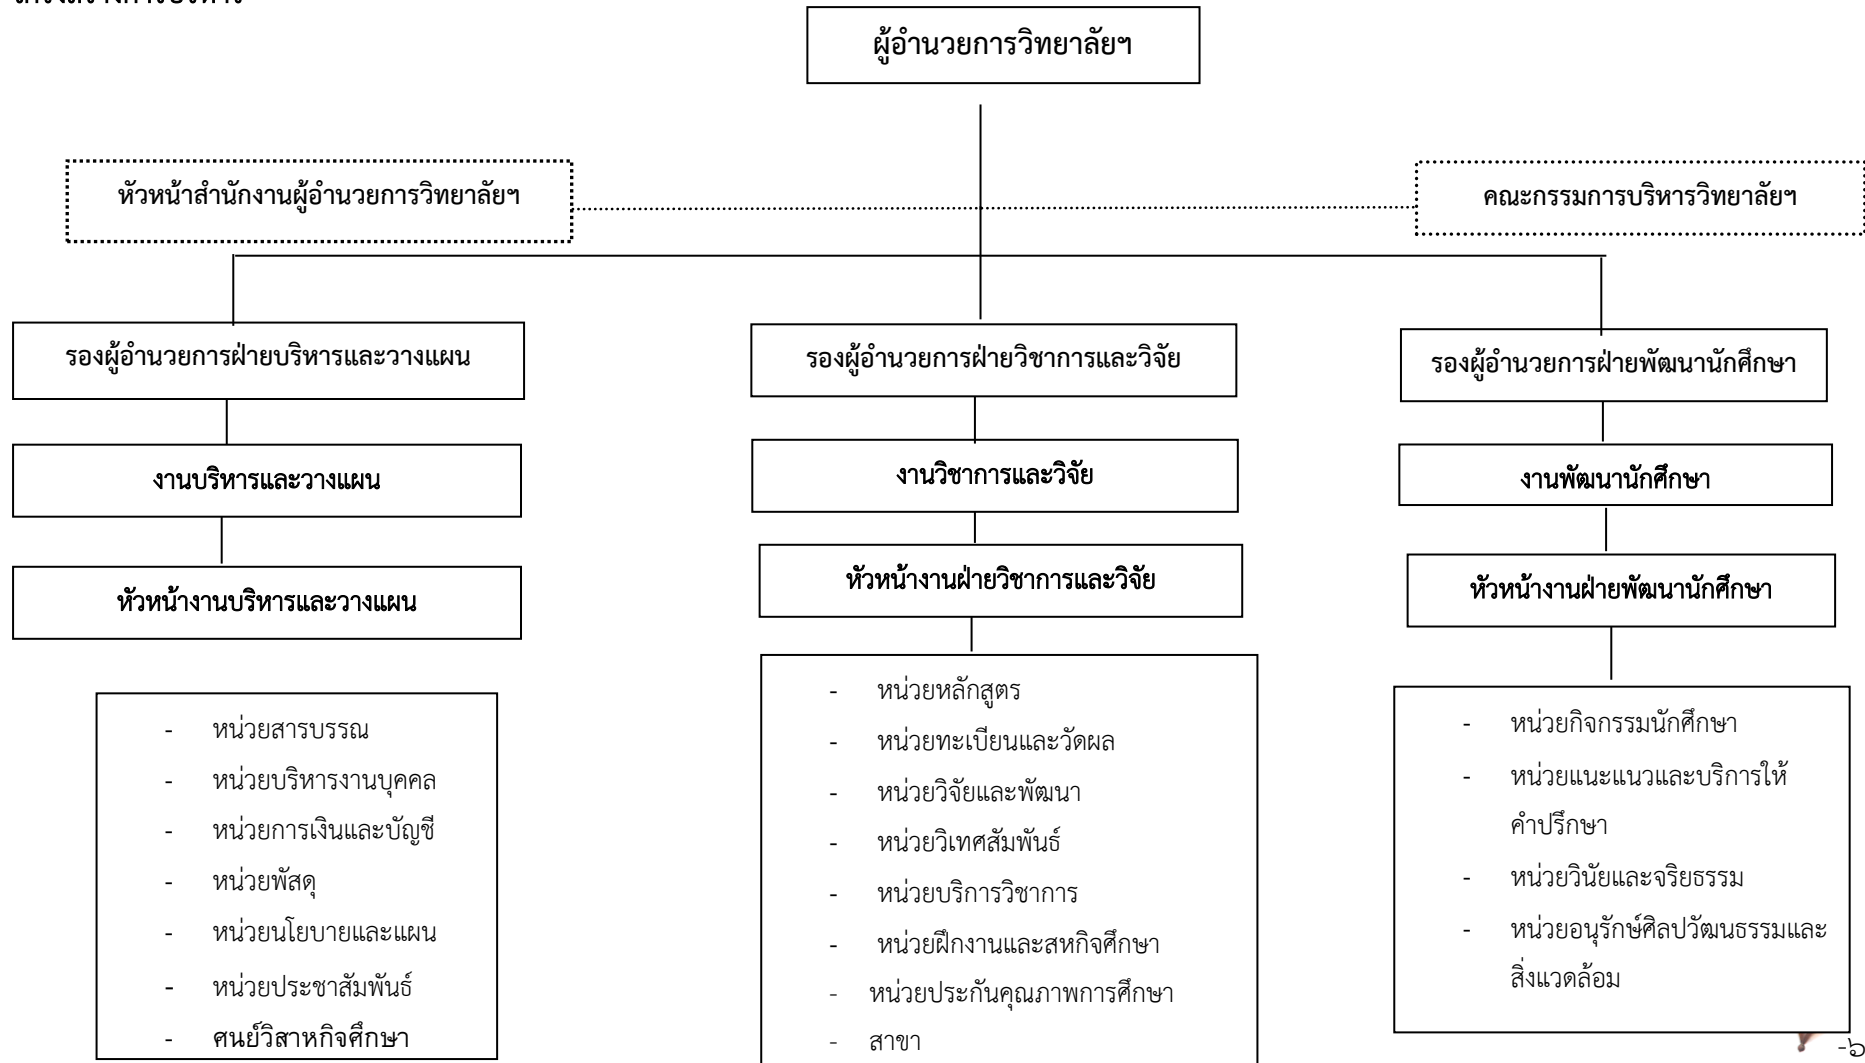 โครงสร้างการบริหาร
ผู้อำนวยการวิทยาลัยฯ
หัวหน้าสำนักงานผู้อำนวยการวิทยาลัยฯ
คณะกรรมการบริหารวิทยาลัยฯ
รองผู้อำนวยการฝ่ายบริหารและวางแผน
งานบริหารและวางแผน
หัวหน้างานบริหารและวางแผน
- หน่วยสารบรรณ
- หน่วยบริหารงานบุคคล
- หน่วยการเงินและบัญชี
- หน่วยพัสดุ
- หน่วยนโยบายและแผน
- หน่วยประชาสัมพันธ์
- ศนย์วิสาหกิจศึกษา
รองผู้อำนวยการฝ่ายวิชาการและวิจัย
งานวิชาการและวิจัย
หัวหน้างานฝ่ายวิชาการและวิจัย
- หน่วยหลักสูตร
- หน่วยทะเบียนและวัดผล
- หน่วยวิจัยและพัฒนา
- หน่วยวิเทศสัมพันธ์
- หน่วยบริการวิชาการ
- หน่วยฝึกงานและสหกิจศึกษา
- หน่วยประกันคุณภาพการศึกษา
- สาขา
รองผู้อำนวยการฝ่ายพัฒนานักศึกษา
งานพัฒนานักศึกษา
หัวหน้างานฝ่ายพัฒนานักศึกษา
- หน่วยกิจกรรมนักศึกษา
- หน่วยแนะแนวและบริการให้
คำปรึกษา
- หน่วยวินัยและจริยธรรม
- หน่วยอนุรักษ์ศิลปวัฒนธรรมและ
สิ่งแวดล้อม
-๖